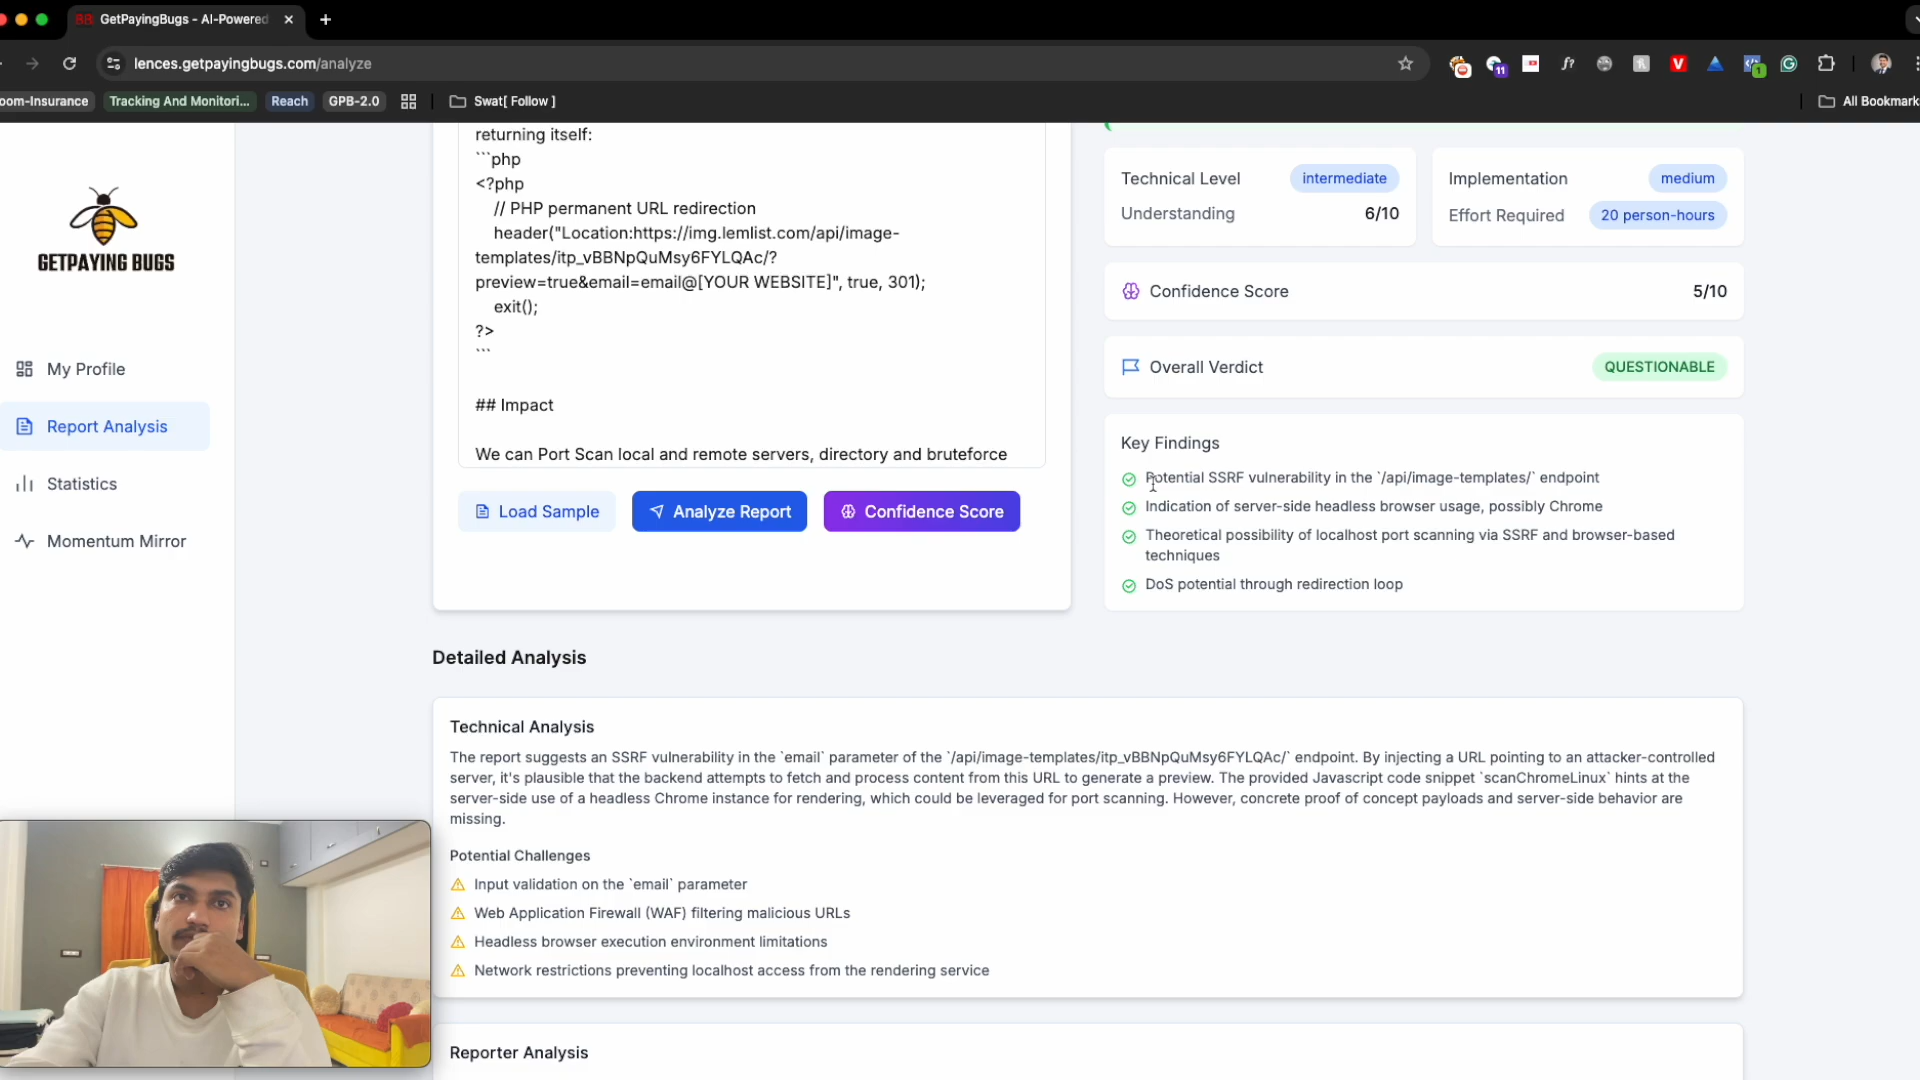 GetPayingBugs - AI-Powered
lences.getpayingbugs.com/analyze
11
1
oom-Insurance
Tracking And Monitori...
Reach
GPB-2.0
Swat[ Follow ]
All Bookmark
GETPAYING BUGS
My Profile
Report Analysis
Statistics
Momentum Mirror
returning itself:
```php
<?php
// PHP permanent URL redirection
header("Location:https://img.lemlist.com/api/image-
templates/itp_vBBNpQuMsy6FYLQAc/?
preview=true&email=email@[YOUR WEBSITE]", true, 301);
exit();
?>
```
## Impact
We can Port Scan local and remote servers, directory and bruteforce
Load Sample
Analyze Report
Confidence Score
Technical Level
intermediate
Understanding
6/10
Implementation
medium
Effort Required
20 person-hours
Confidence Score
5/10
Overall Verdict
QUESTIONABLE
Key Findings
Potential SSRF vulnerability in the `/api/image-templates/` endpoint
Indication of server-side headless browser usage, possibly Chrome
Theoretical possibility of localhost port scanning via SSRF and browser-based
techniques
DoS potential through redirection loop
Detailed Analysis
Technical Analysis
The report suggests an SSRF vulnerability in the `email` parameter of the `/api/image-templates/itp_vBBNpQuMsy6FYLQAc/` endpoint. By injecting a URL pointing to an attacker-controlled
server, it's plausible that the backend attempts to fetch and process content from this URL to generate a preview. The provided Javascript code snippet `scanChromeLinux` hints at the
server-side use of a headless Chrome instance for rendering, which could be leveraged for port scanning. However, concrete proof of concept payloads and server-side behavior are
missing.
Potential Challenges
Input validation on the `email` parameter
Web Application Firewall (WAF) filtering malicious URLs
Headless browser execution environment limitations
Network restrictions preventing localhost access from the rendering service
Reporter Analysis